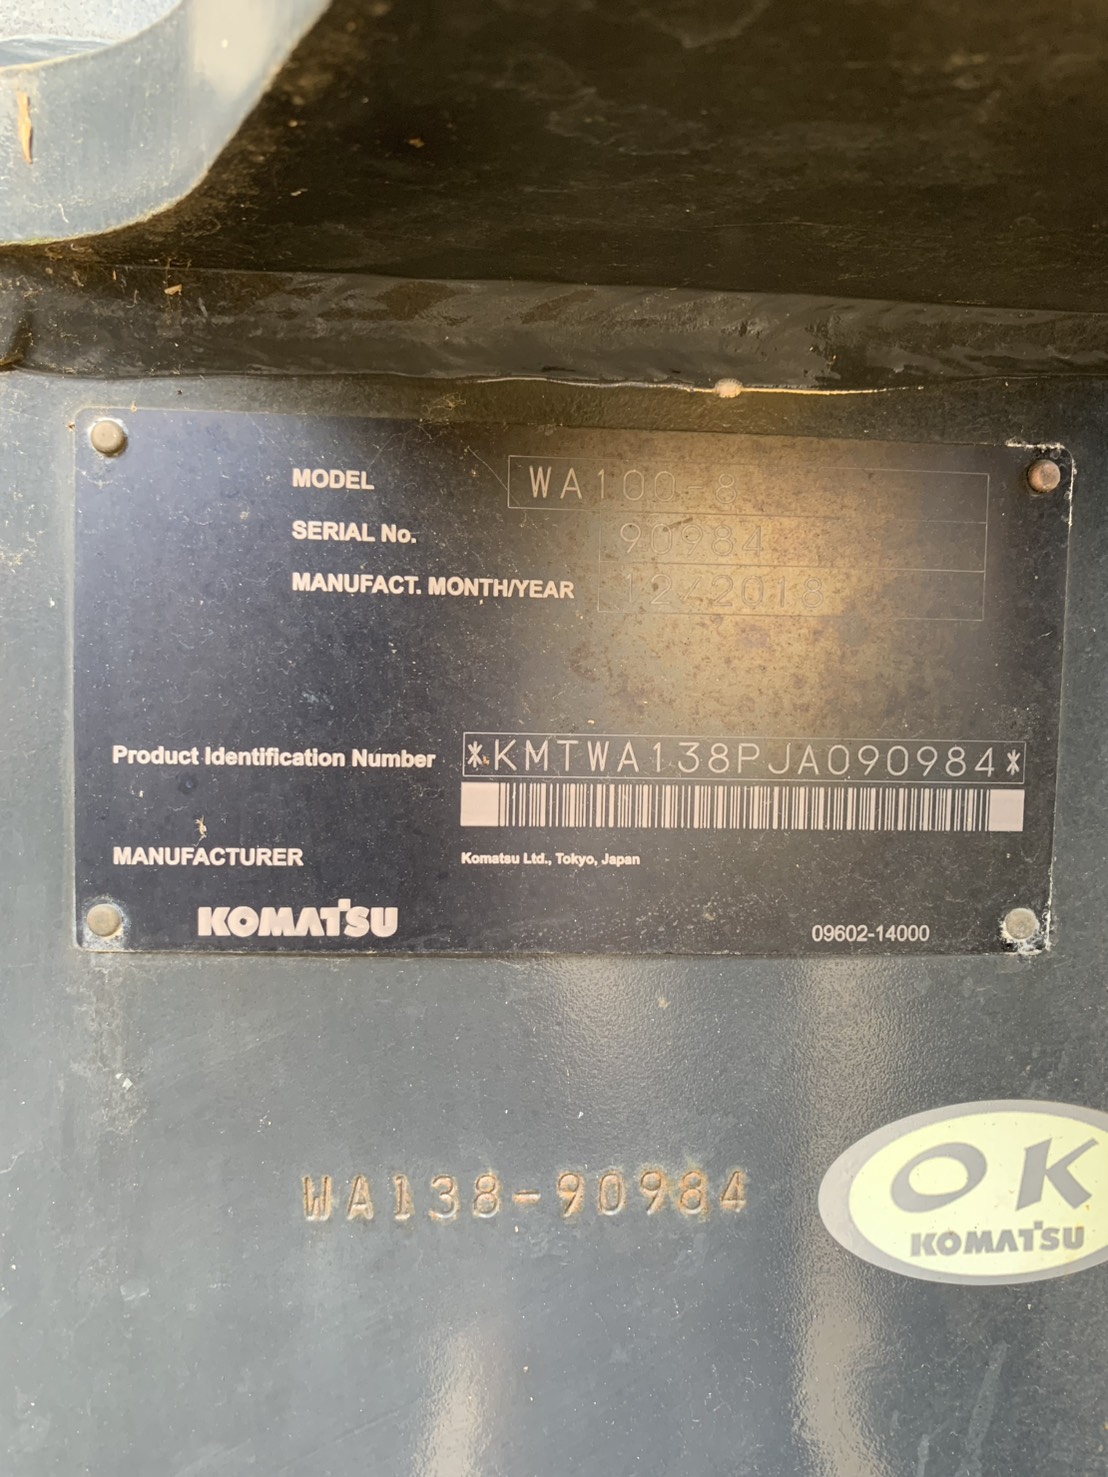 MODEL WA100-8
SERIAL No. 90984
MANUFACT. MONTH/YEAR 12/2018
Product Identification Number *KMTWA138PJA090984*
MANUFACTURER Komatsu Ltd., Tokyo, Japan
KOMATSU 09602-14000
WA138-90984
OK
KOMATSU